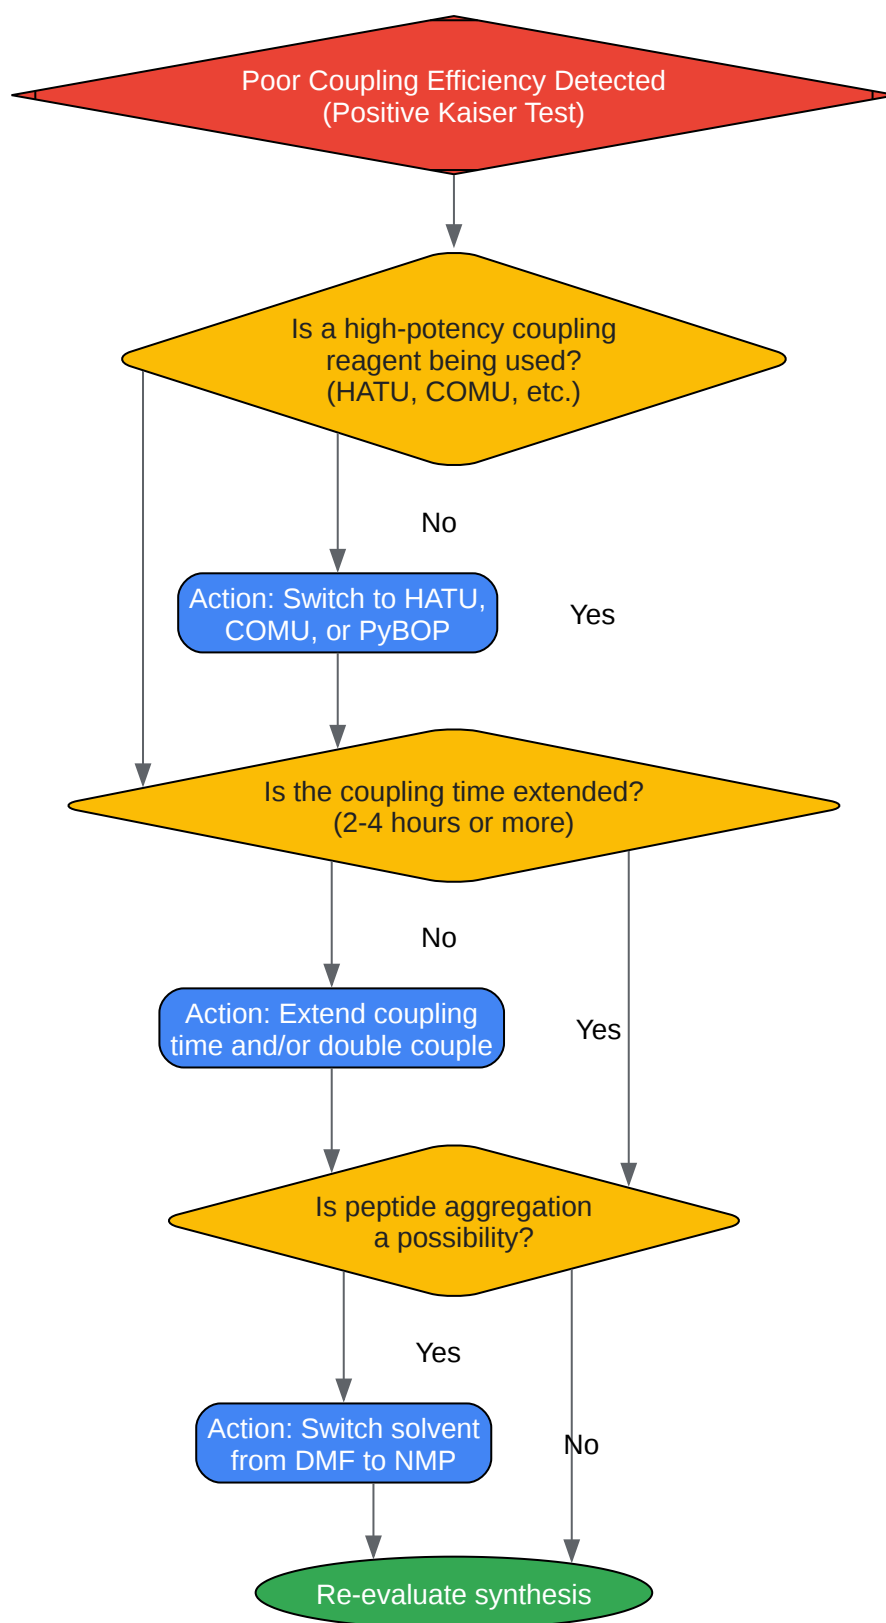 Poor Coupling Efficiency Detected
(Positive Kaiser Test)
Is a high-potency coupling
reagent being used?
(HATU, COMU, etc.)
No
Action: Switch to HATU,
COMU, or PyBOP
Yes
Is the coupling time extended?
(2-4 hours or more)
No
Action: Extend coupling
time and/or double couple
Yes
Is peptide aggregation
a possibility?
Yes
Action: Switch solvent
from DMF to NMP
No
Re-evaluate synthesis